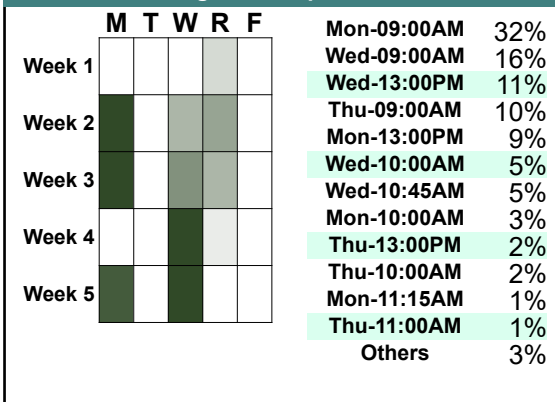 M T W R F
Week 1
Week 2
Week 3
Week 4
Week 5
Mon-09:00AM 32%
Wed-09:00AM 16%
Wed-13:00PM 11%
Thu-09:00AM 10%
Mon-13:00PM 9%
Wed-10:00AM 5%
Wed-10:45AM 5%
Mon-10:00AM 3%
Thu-13:00PM 2%
Thu-10:00AM 2%
Mon-11:15AM 1%
Thu-11:00AM 1%
Others 3%